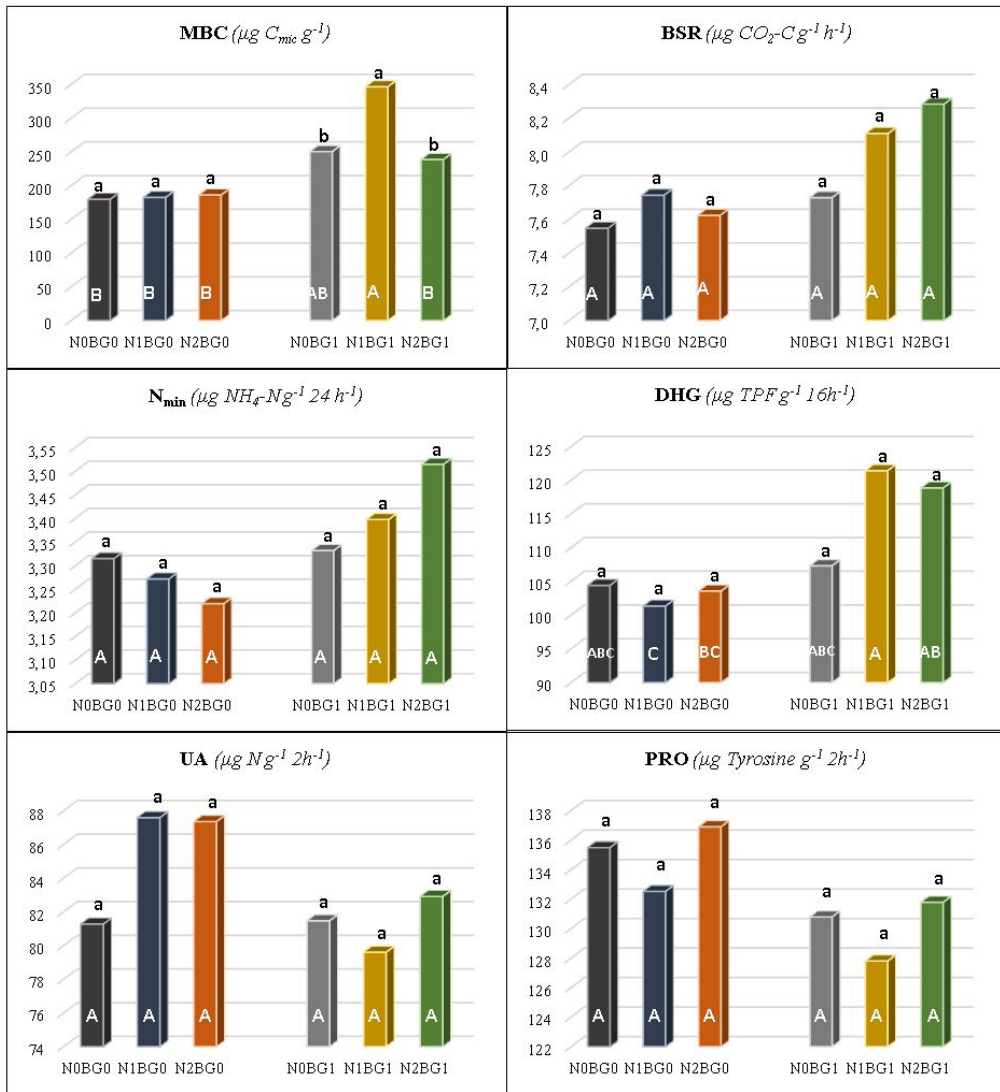 MBC (µg Cmic g-1)
a
350
300
250
200
150
100
50
0
a a a b b
B B B AB A B
N0BG0 N1BG0 N2BG0 N0BG1 N1BG1 N2BG1
BSR (µg CO2-C g-1 h-1)
8,4
8,2
8,0
7,8
7,6
7,4
7,2
7,0
a a a a a a
A A A A A A
N0BG0 N1BG0 N2BG0 N0BG1 N1BG1 N2BG1
Nmin (µg NH4-Ng-1 24 h-1)
3,55
3,50
3,45
3,40
3,35
3,30
3,25
3,20
3,15
3,10
3,05
a a a a a a
A A A A A A
N0BG0 N1BG0 N2BG0 N0BG1 N1BG1 N2BG1
DHG (µg TPF g-1 16h-1)
125
120
115
110
105
100
95
90
a a a a a a
ABC C BC ABC A AB
N0BG0 N1BG0 N2BG0 N0BG1 N1BG1 N2BG1
UA (µg Ng-1 2h-1)
88
86
84
82
80
78
76
74
a a a a a a
A A A A A A
N0BG0 N1BG0 N2BG0 N0BG1 N1BG1 N2BG1
PRO (µg Tyrosine g-1 2h-1)
138
136
134
132
130
128
126
124
122
a a a a a a
A A A A A A
N0BG0 N1BG0 N2BG0 N0BG1 N1BG1 N2BG1